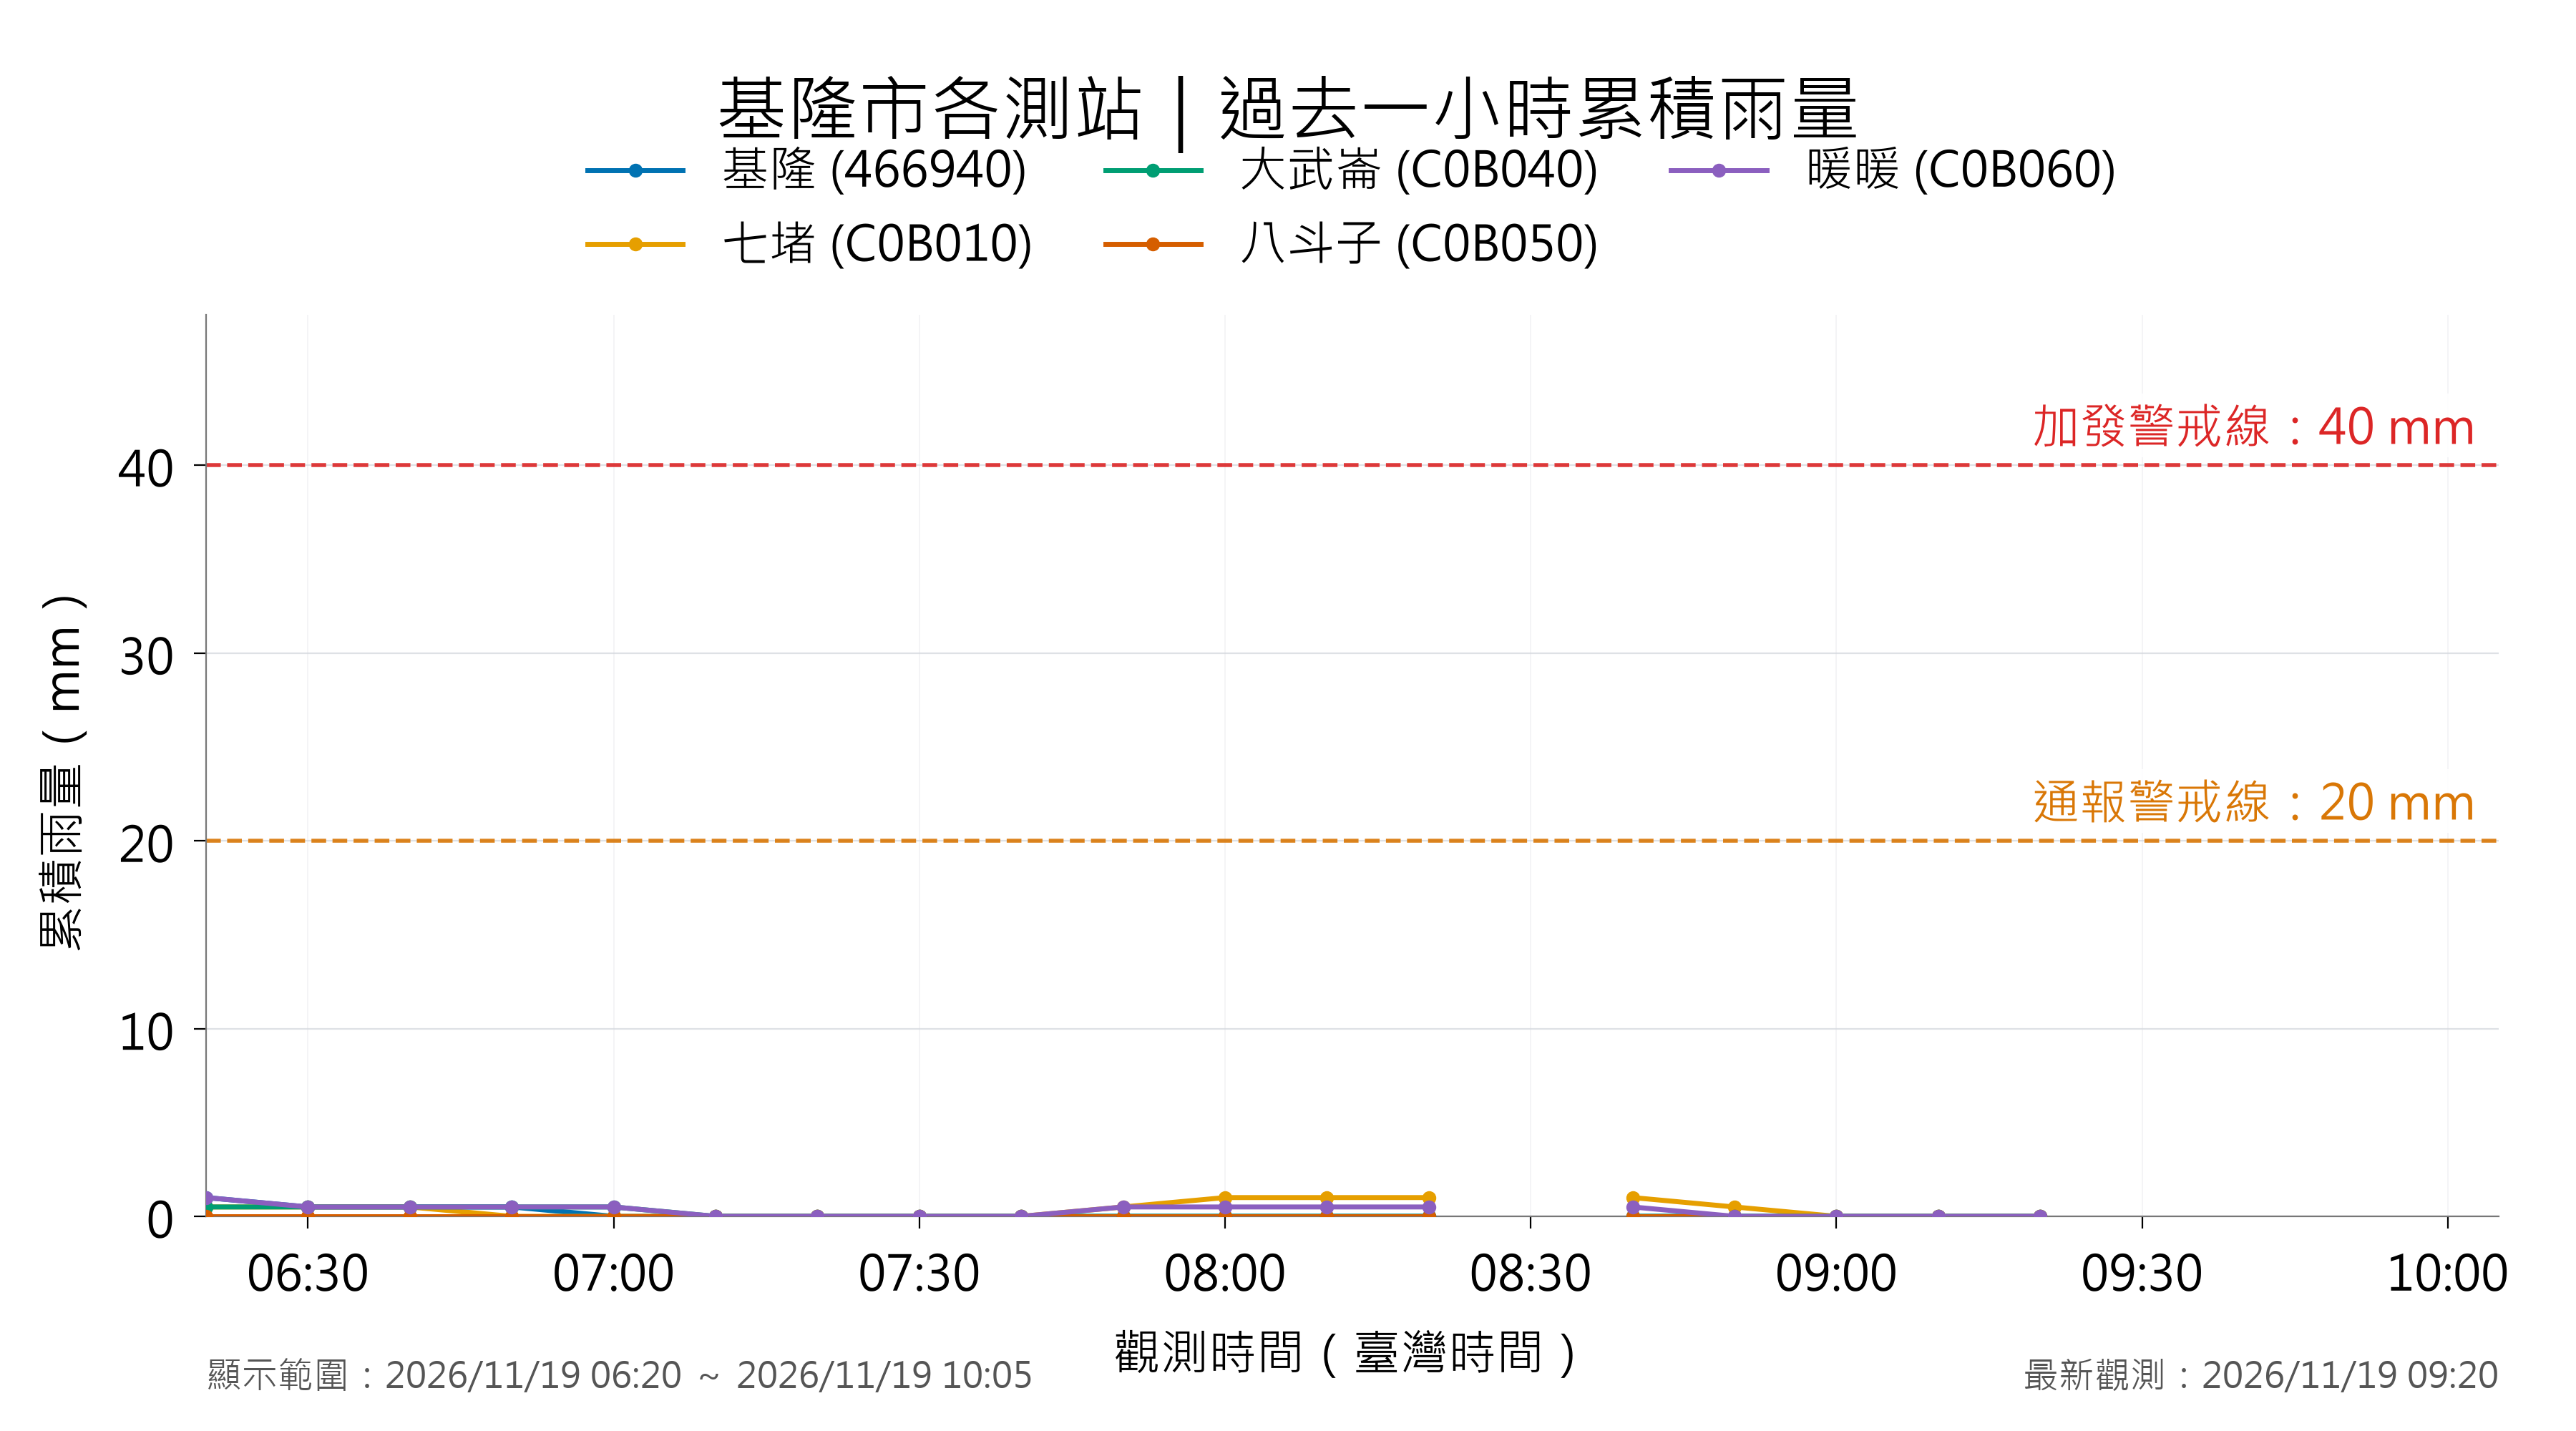 基隆市各測站｜過去一小時累積雨量
基隆 (466940)
七堵 (C0B010)
大武崙 (C0B040)
八斗子 (C0B050)
暖暖 (C0B060)
累積雨量（mm）
40
30
20
10
0
加發警戒線：40 mm
通報警戒線：20 mm
06:30
07:00
07:30
08:00
08:30
09:00
09:30
10:00
觀測時間（臺灣時間）
顯示範圍：2026/11/19 06:20 ~ 2026/11/19 10:05
最新觀測：2026/11/19 09:20